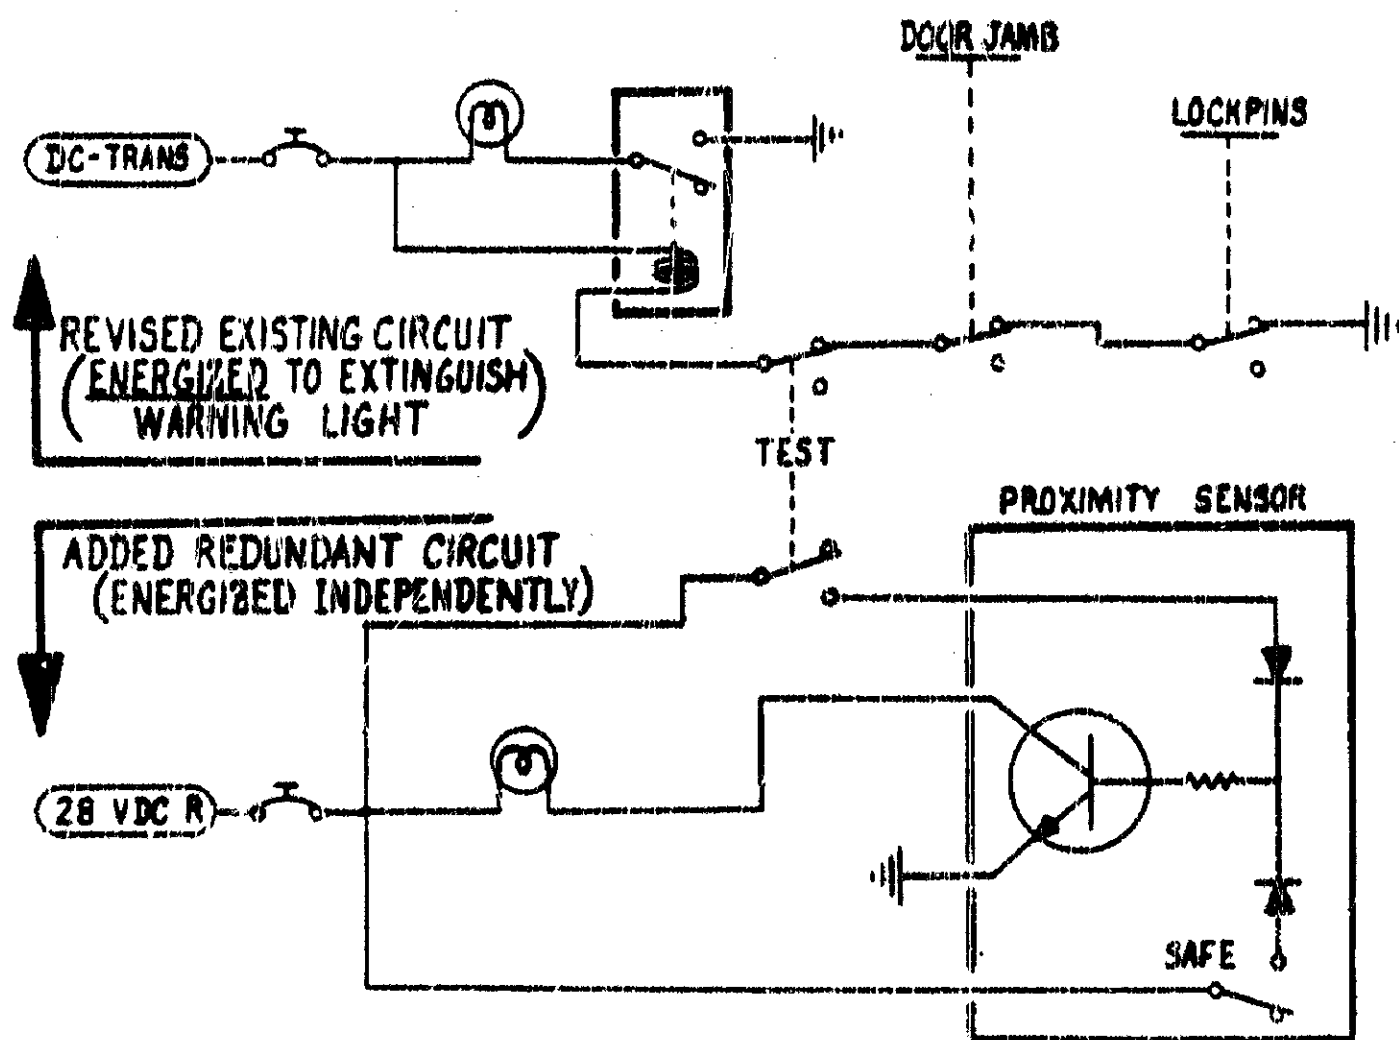 DOOR JAMB
LOCKPINS
DC-TRANS
REVISED EXISTING CIRCUIT
(ENERGIZED TO EXTINGUISH
WARNING LIGHT)
TEST
PROXIMITY SENSOR
ADDED REDUNDANT CIRCUIT
(ENERGIZED INDEPENDENTLY)
28 VDC R
SAFE